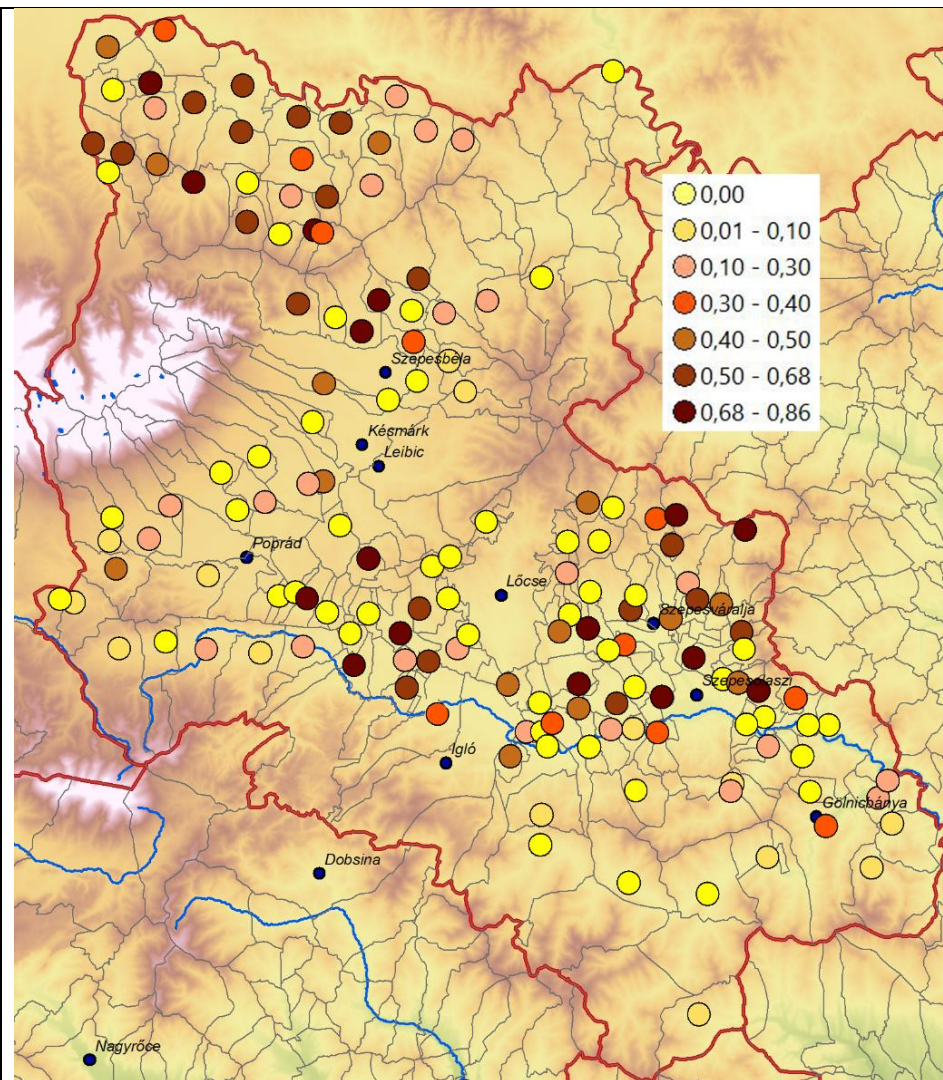 0,00
0,01 - 0,10
0,10 - 0,30
0,30 - 0,40
0,40 - 0,50
0,50 - 0,68
0,68 - 0,86
Szepesbéla
Késmárk
Leibic
Poprád
Lőcse
Szepesváralja
Szepesolaszi
Igló
Gölnicbánya
Dobsina
Nagyrőce